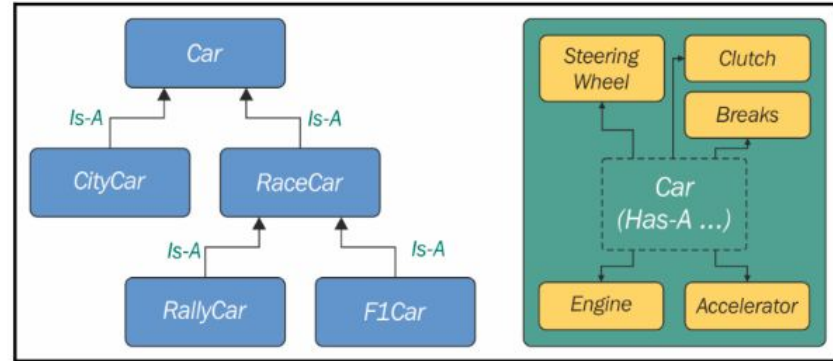 Car
Is-A
Is-A
CityCar
RaceCar
Is-A
Is-A
RallyCar
F1Car
Steering
Wheel
Clutch
Breaks
Car
(Has-A ...)
Engine
Accelerator